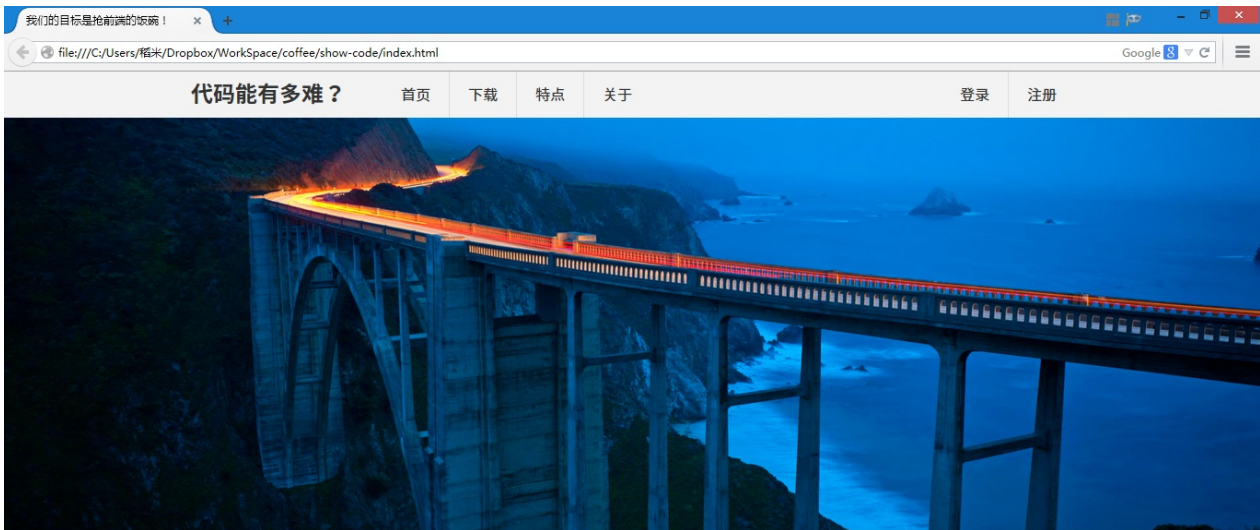 我们的目标是抢前端的饭碗！
file:///C:/Users/稻米/Dropbox/WorkSpace/coffee/show-code/index.html
Google
代码能有多难？ 首页 下载 特点 关于 登录 注册